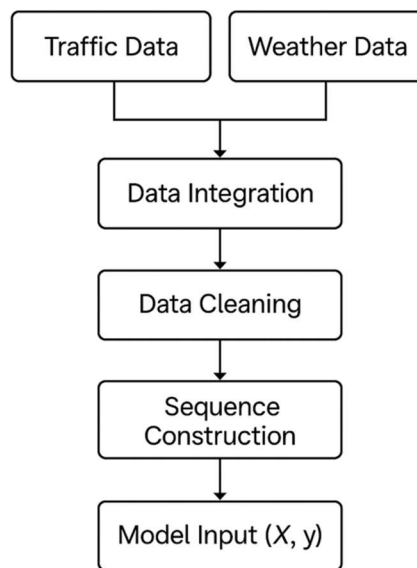 Traffic Data
Weather Data
Data Integration
Data Cleaning
Sequence
Construction
Model Input (X, y)